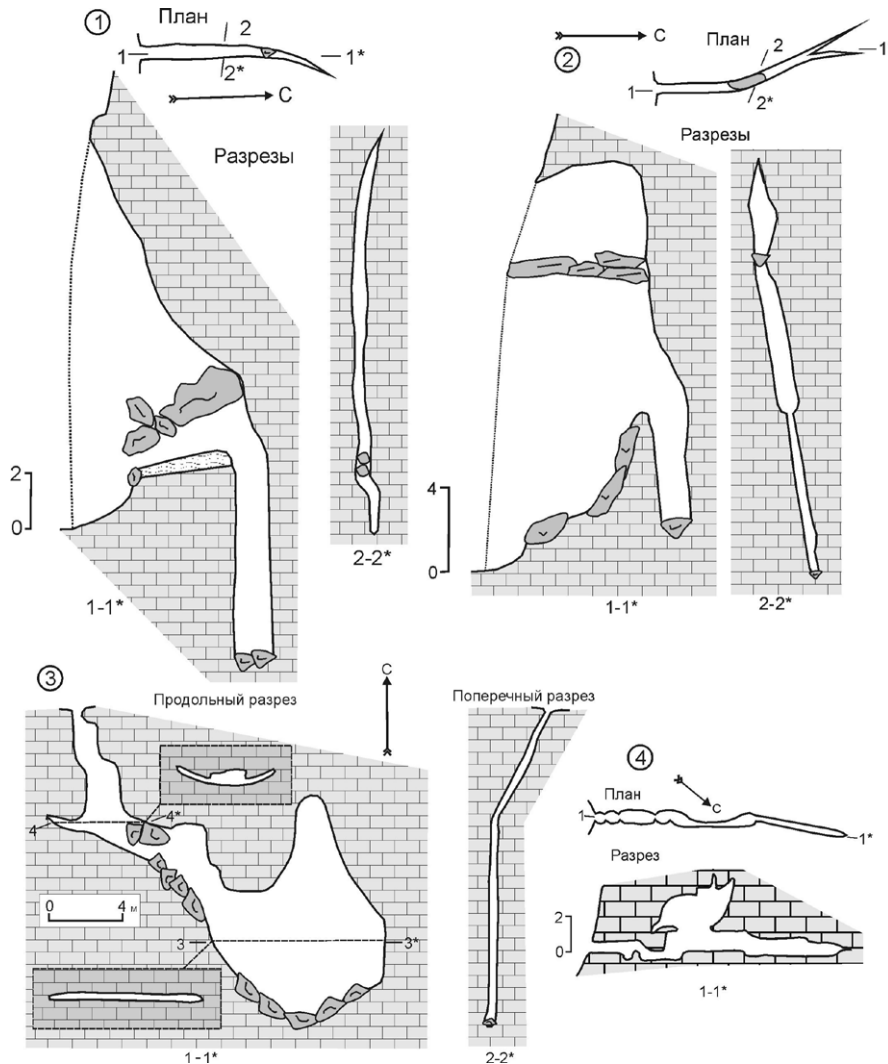 1
План
2
1
1*
2*
С
Разрезы
2
0
1-1*
2-2*
2
С
План
2
1
1
2*
Разрезы
4
0
1-1*
2-2*
3
Продольный разрез
С
4
4*
0 4 м
3
3*
1-1*
Поперечный разрез
2-2*
4
План
С
1
1*
Разрез
2
0
1-1*